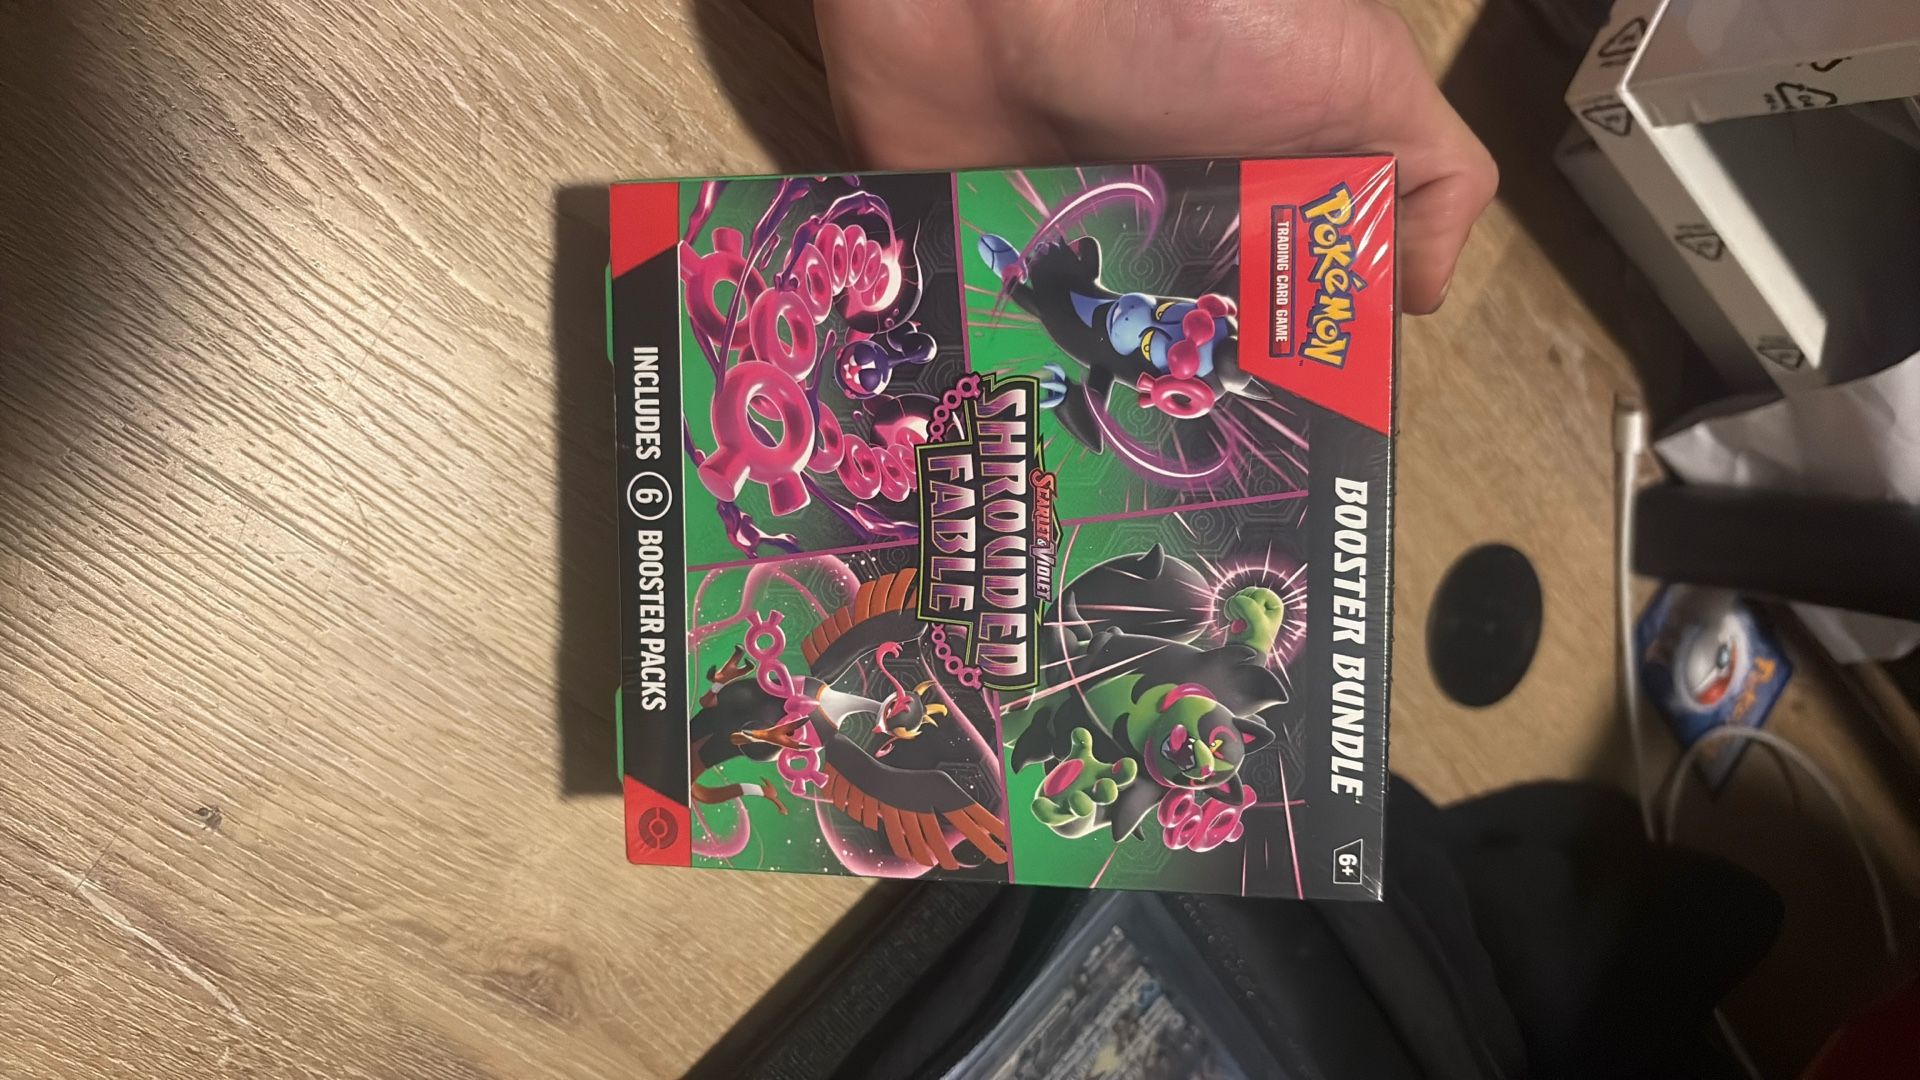 POKéMON
TRADING CARD GAME
BOOSTER BUNDLE
6+
SCARLET & VIOLET
SHROUDED
FABLE
INCLUDES 6 BOOSTER PACKS